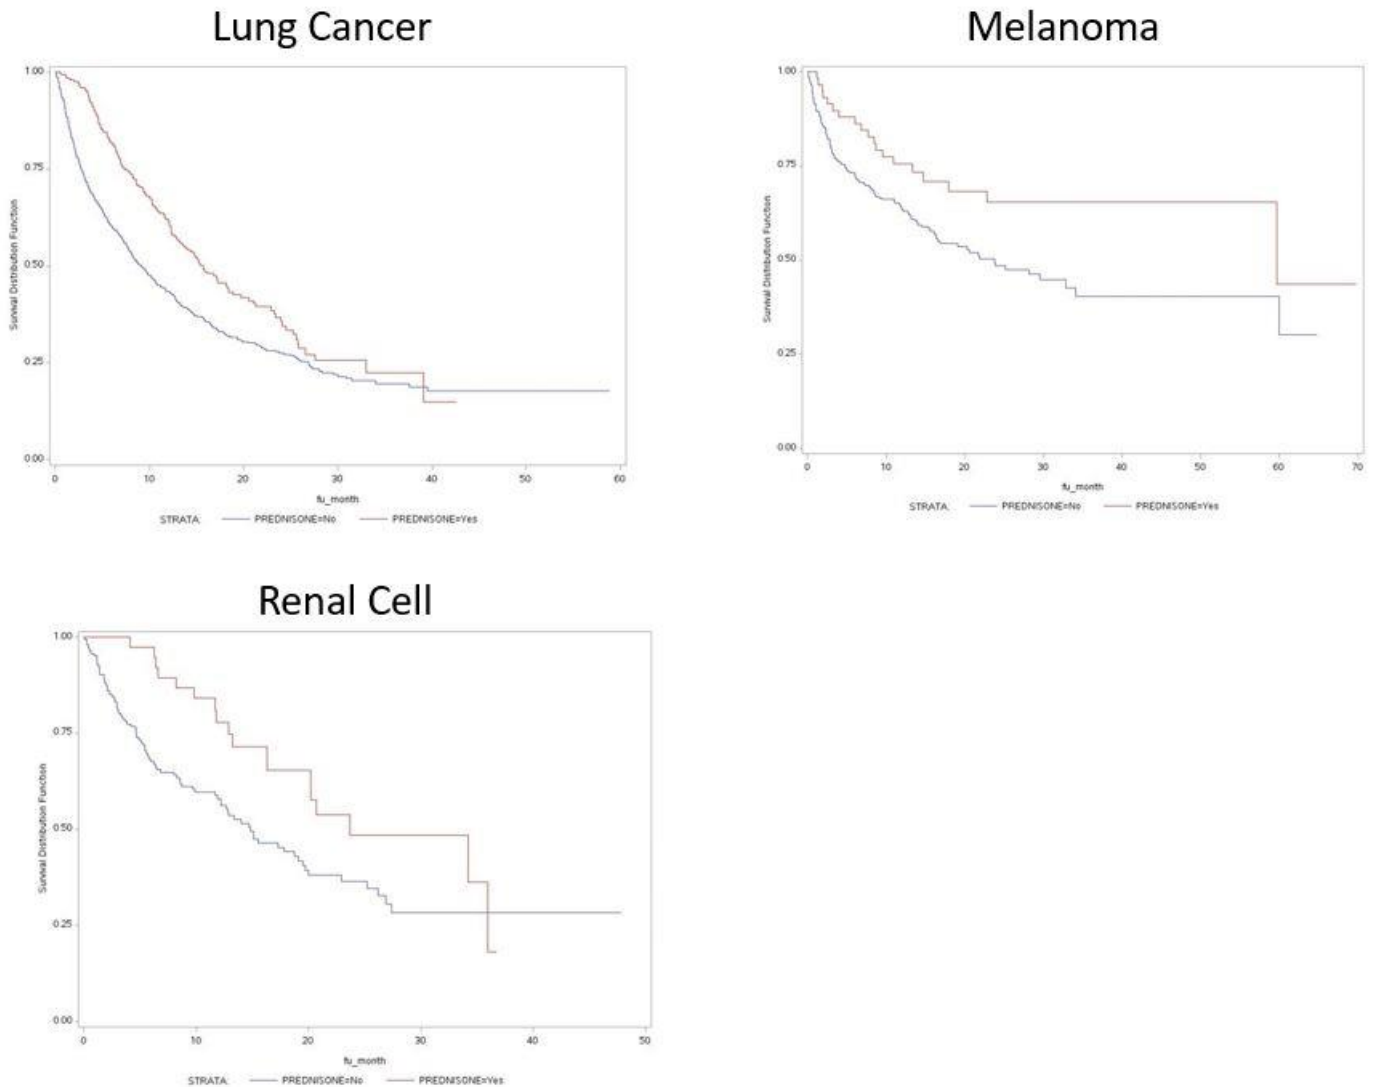 Lung Cancer
1.00
0.75
0.50
0.25
0.00
Survival Distribution Function
0 10 20 30 40 50 60
fu_month
STRATA: PREDNISONE=No PREDNISONE=Yes
Melanoma
1.00
0.75
0.50
0.25
0.00
Survival Distribution Function
0 10 20 30 40 50 60 70
fu_month
STRATA: PREDNISONE=No PREDNISONE=Yes
Renal Cell
1.00
0.75
0.50
0.25
0.00
Survival Distribution Function
0 10 20 30 40 50
fu_month
STRATA: PREDNISONE=No PREDNISONE=Yes